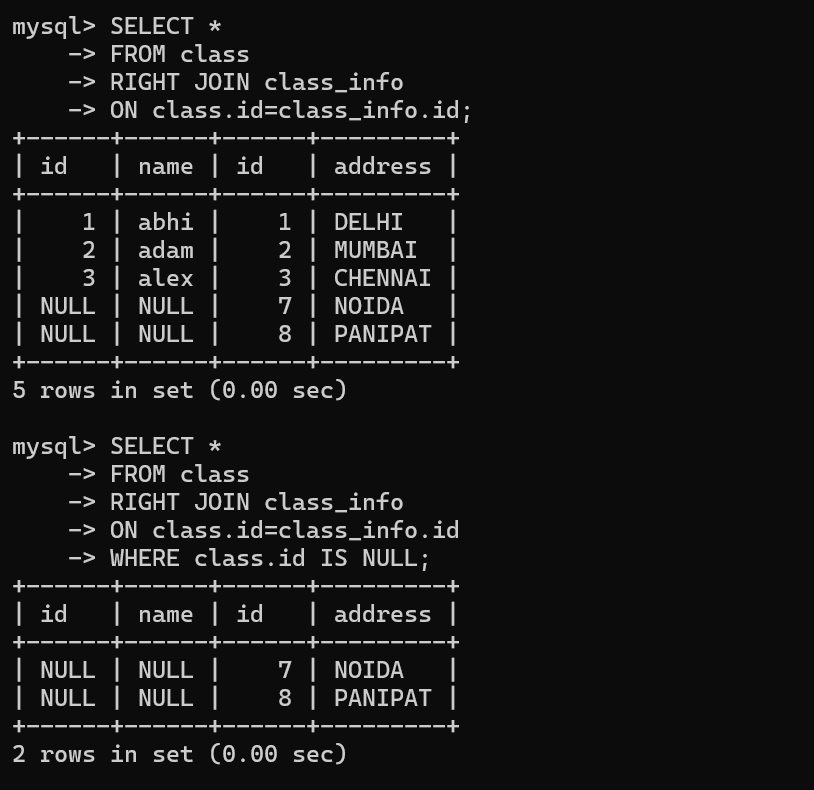 mysql> SELECT *
    -> FROM class
    -> RIGHT JOIN class_info
    -> ON class.id=class_info.id;
+------+------+------+---------+
| id   | name | id   | address |
+------+------+------+---------+
|    1 | abhi |    1 | DELHI   |
|    2 | adam |    2 | MUMBAI  |
|    3 | alex |    3 | CHENNAI |
| NULL | NULL |    7 | NOIDA   |
| NULL | NULL |    8 | PANIPAT |
+------+------+------+---------+
5 rows in set (0.00 sec)

mysql> SELECT *
    -> FROM class
    -> RIGHT JOIN class_info
    -> ON class.id=class_info.id
    -> WHERE class.id IS NULL;
+------+------+------+---------+
| id   | name | id   | address |
+------+------+------+---------+
| NULL | NULL |    7 | NOIDA   |
| NULL | NULL |    8 | PANIPAT |
+------+------+------+---------+
2 rows in set (0.00 sec)